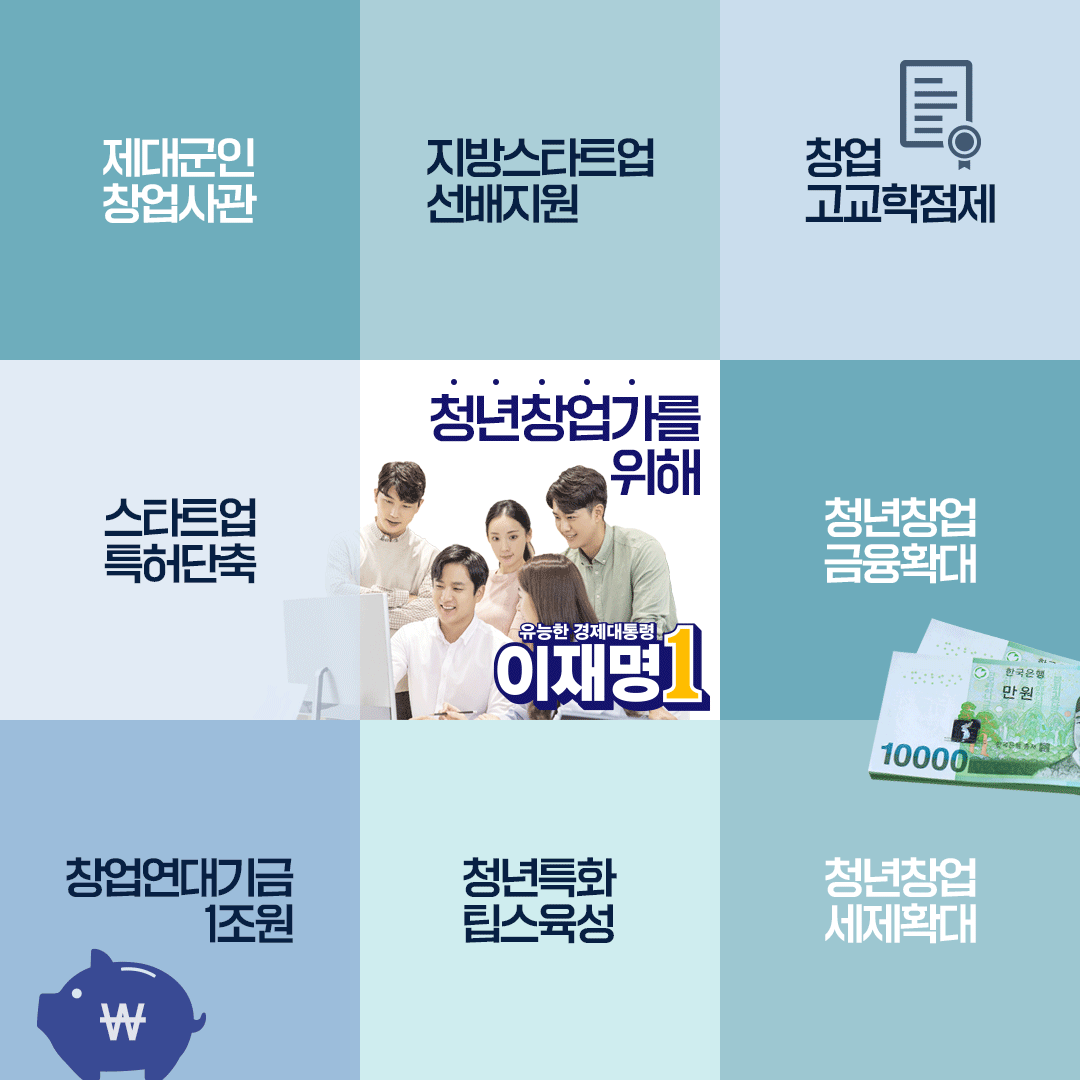 제대군인
창업사관
지방스타트업
선배지원
창업
고교학점제
스타트업
특허단축
청년창업가를
위해
유능한 경제대통령
이재명1
청년창업
금융확대
한국은행
만원
10000
창업연대기금
1조원
₩
청년특화
팁스육성
청년창업
세제확대